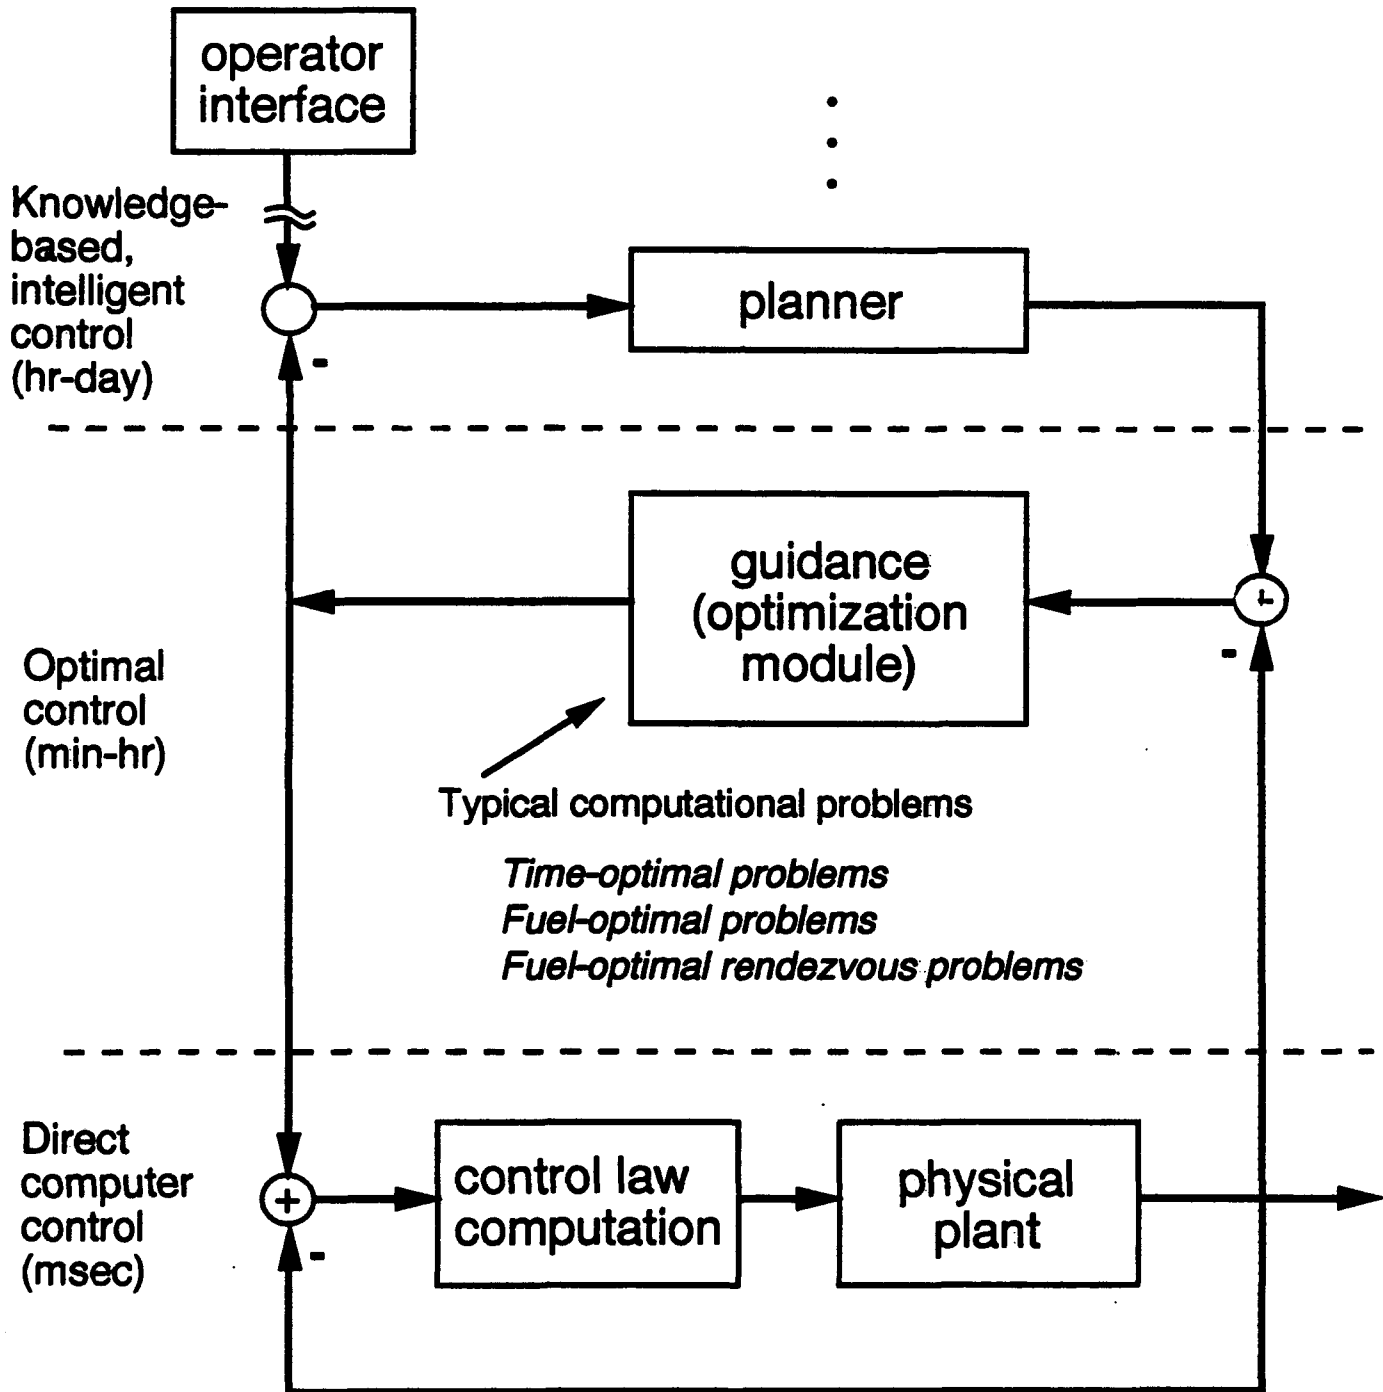 operator
interface
Knowledge-
based,
intelligent
control
(hr-day)
planner
-
guidance
(optimization
module)
+
-
Optimal
control
(min-hr)
Typical computational problems
Time-optimal problems
Fuel-optimal problems
Fuel-optimal rendezvous problems
Direct
computer
control
(msec)
+
-
control law
computation
physical
plant